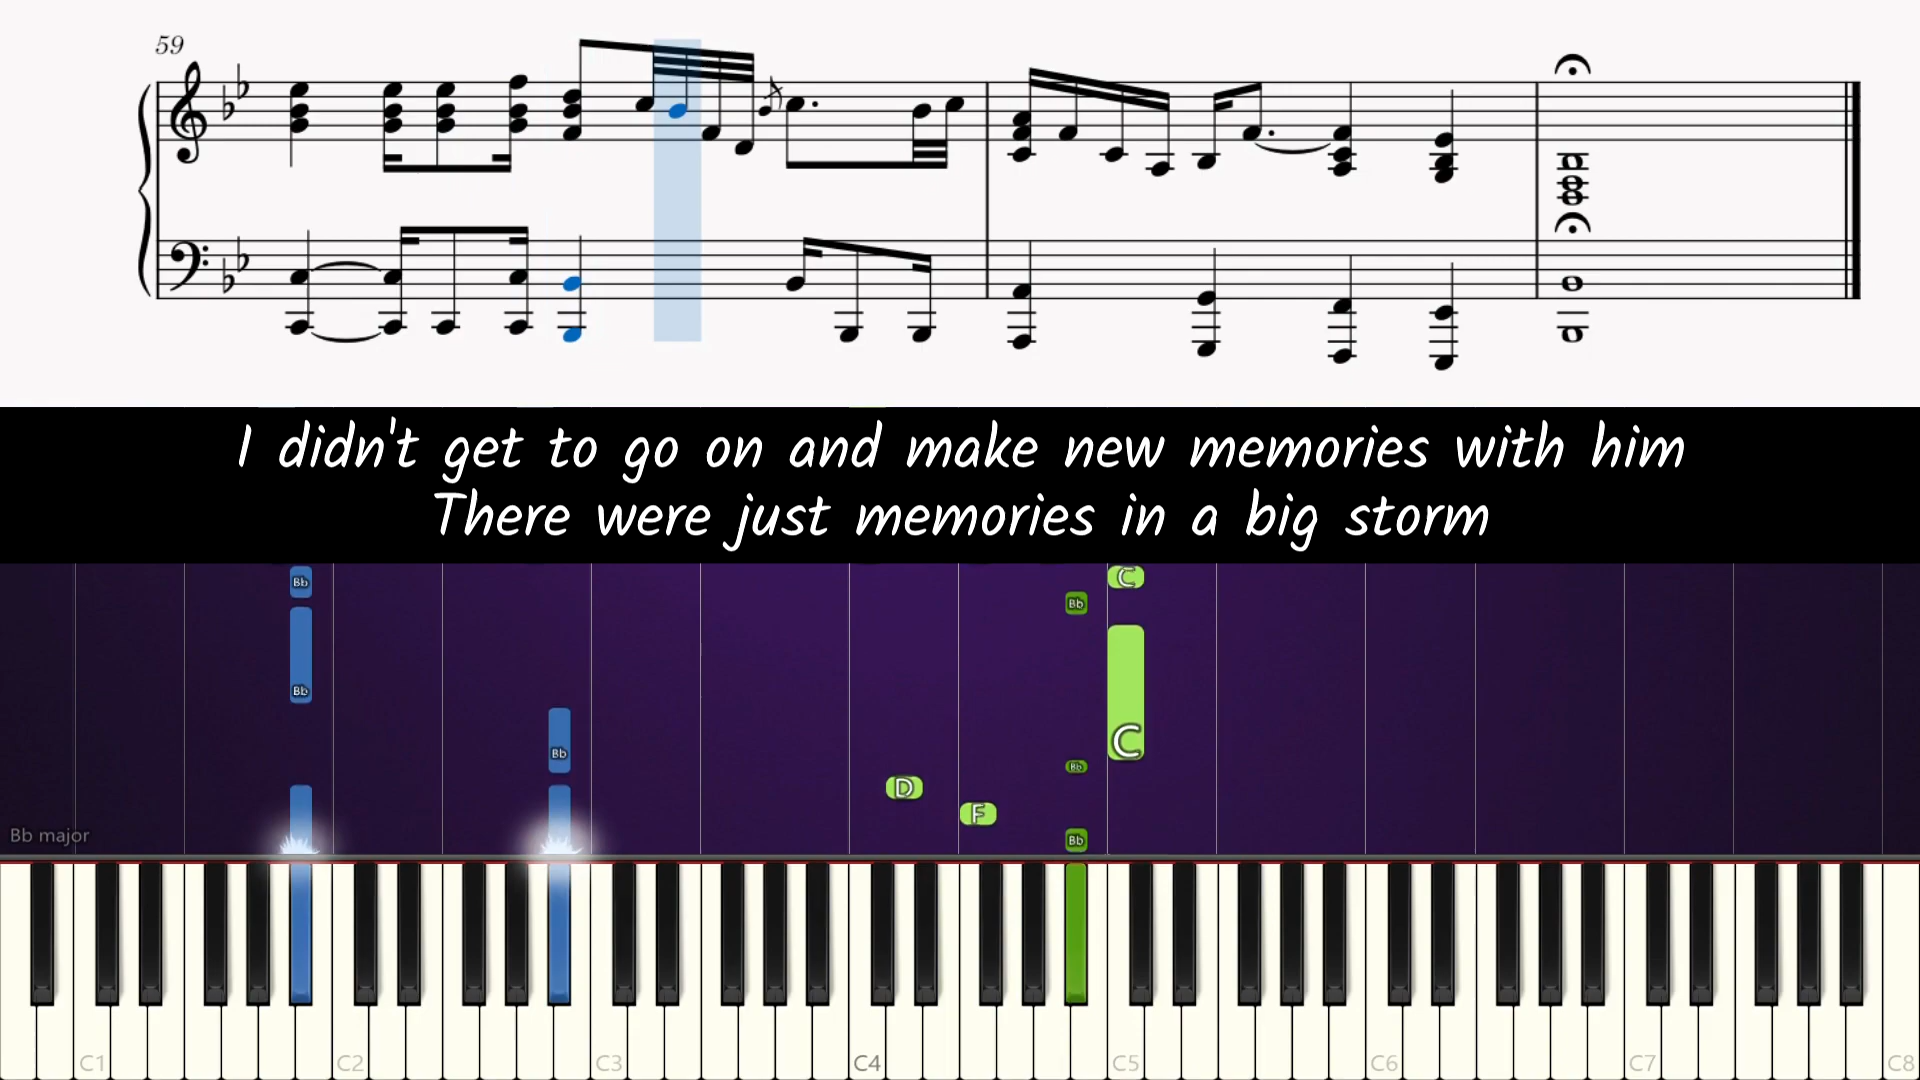 59
I didn't get to go on and make new memories with him
There were just memories in a big storm
Bb C
Bb
Bb
Bb
Bb C
Bb
D
F
Bb major
Bb
C1 C2 C3 C4 C5 C6 C7 C8